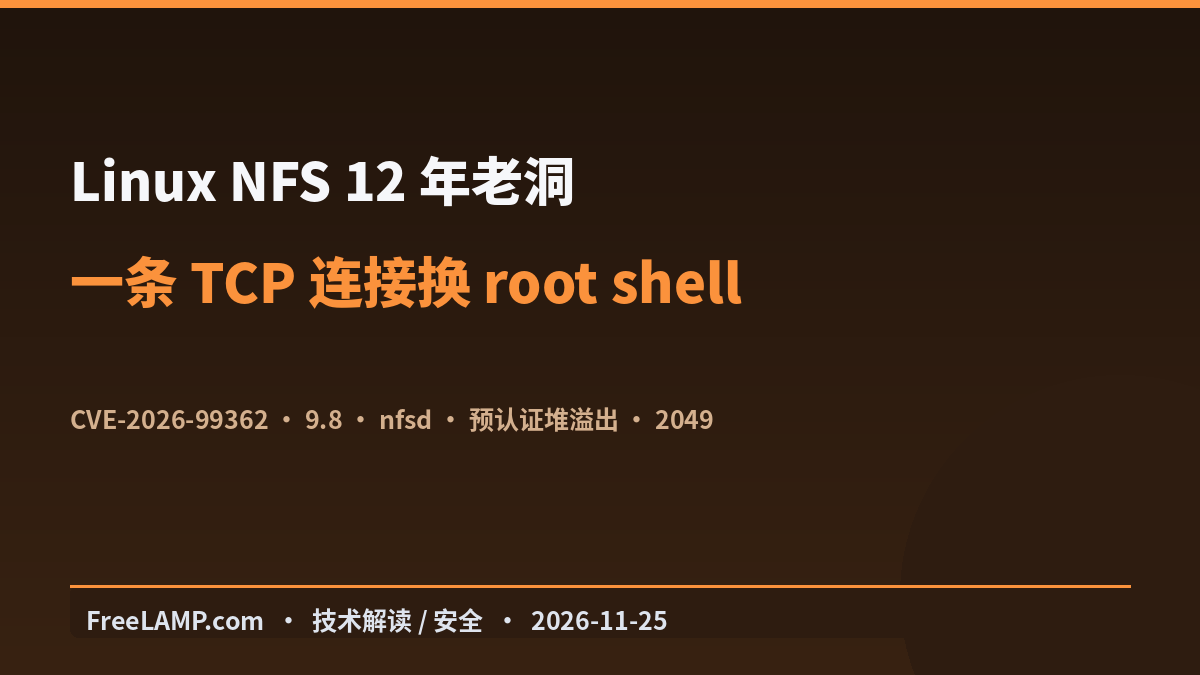 Linux NFS 12 年老洞
一条 TCP 连接换 root shell
CVE-2026-99362 · 9.8 · nfsd · 预认证堆溢出 · 2049
FreeLAMP.com · 技术解读 / 安全 · 2026-11-25